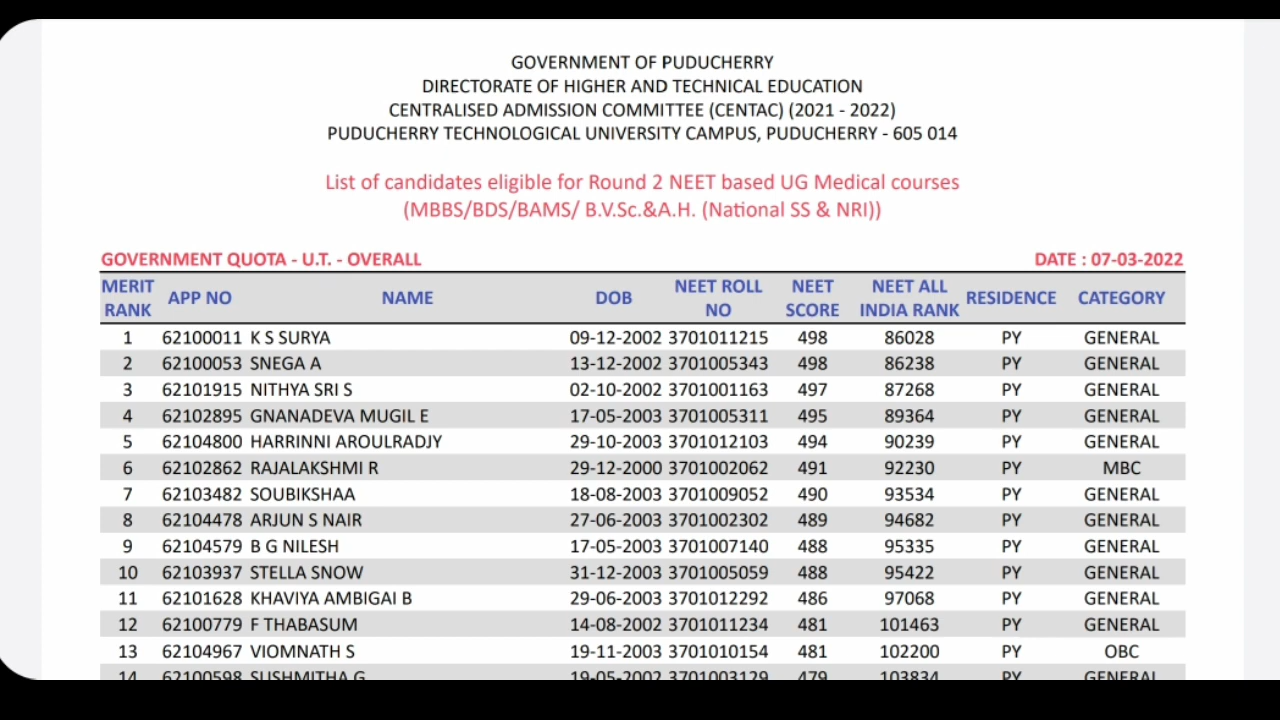 GOVERNMENT OF PUDUCHERRY
DIRECTORATE OF HIGHER AND TECHNICAL EDUCATION
CENTRALISED ADMISSION COMMITTEE (CENTAC) (2021 - 2022)
PUDUCHERRY TECHNOLOGICAL UNIVERSITY CAMPUS, PUDUCHERRY - 605 014
List of candidates eligible for Round 2 NEET based UG Medical courses
(MBBS/BDS/BAMS/ B.V.Sc.&A.H. (National SS & NRI))
GOVERNMENT QUOTA - U.T. - OVERALL DATE : 07-03-2022
MERIT RANK APP NO NAME DOB NEET ROLL NO NEET SCORE NEET ALL INDIA RANK RESIDENCE CATEGORY
1 62100011 K S SURYA 09-12-2002 3701011215 498 86028 PY GENERAL
2 62100053 SNEGA A 13-12-2002 3701005343 498 86238 PY GENERAL
3 62101915 NITHYA SRI S 02-10-2002 3701001163 497 87268 PY GENERAL
4 62102895 GNANADEVA MUGIL E 17-05-2003 3701005311 495 89364 PY GENERAL
5 62104800 HARRINNI AROULRADJY 29-10-2003 3701012103 494 90239 PY GENERAL
6 62102862 RAJALAKSHMI R 29-12-2000 3701002062 491 92230 PY MBC
7 62103482 SOUBIKSHAA 18-08-2003 3701009052 490 93534 PY GENERAL
8 62104478 ARJUN S NAIR 27-06-2003 3701002302 489 94682 PY GENERAL
9 62104579 B G NILESH 17-05-2003 3701007140 488 95335 PY GENERAL
10 62103937 STELLA SNOW 31-12-2003 3701005059 488 95422 PY GENERAL
11 62101628 KHAVIYA AMBIGAI B 29-06-2003 3701012292 486 97068 PY GENERAL
12 62100779 F THABASUM 14-08-2002 3701011234 481 101463 PY GENERAL
13 62104967 VIOMNATH S 19-11-2003 3701010154 481 102200 PY OBC
14 62100598 SUSHMITHA G 19-05-2002 3701003129 479 103834 PY GENERAL